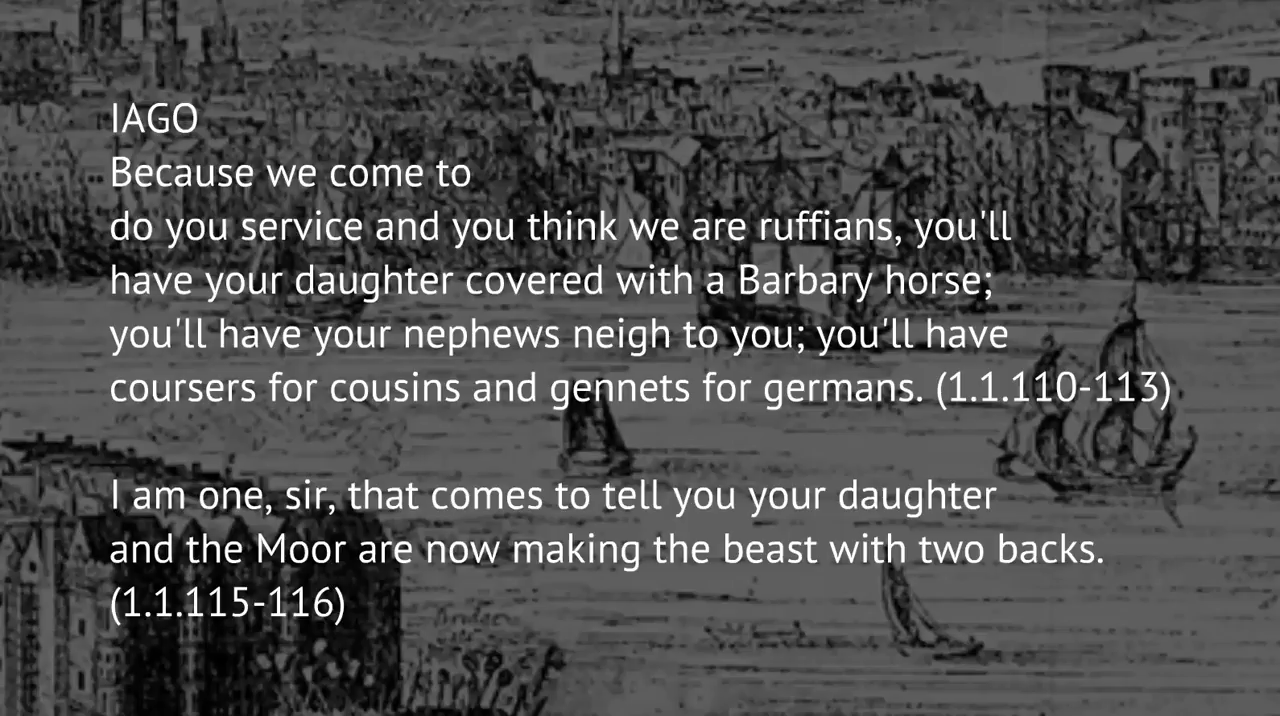 IAGO
Because we come to
do you service and you think we are ruffians, you'll
have your daughter covered with a Barbary horse;
you'll have your nephews neigh to you; you'll have
coursers for cousins and gennets for germans. (1.1.110-113)
I am one, sir, that comes to tell you your daughter
and the Moor are now making the beast with two backs.
(1.1.115-116)